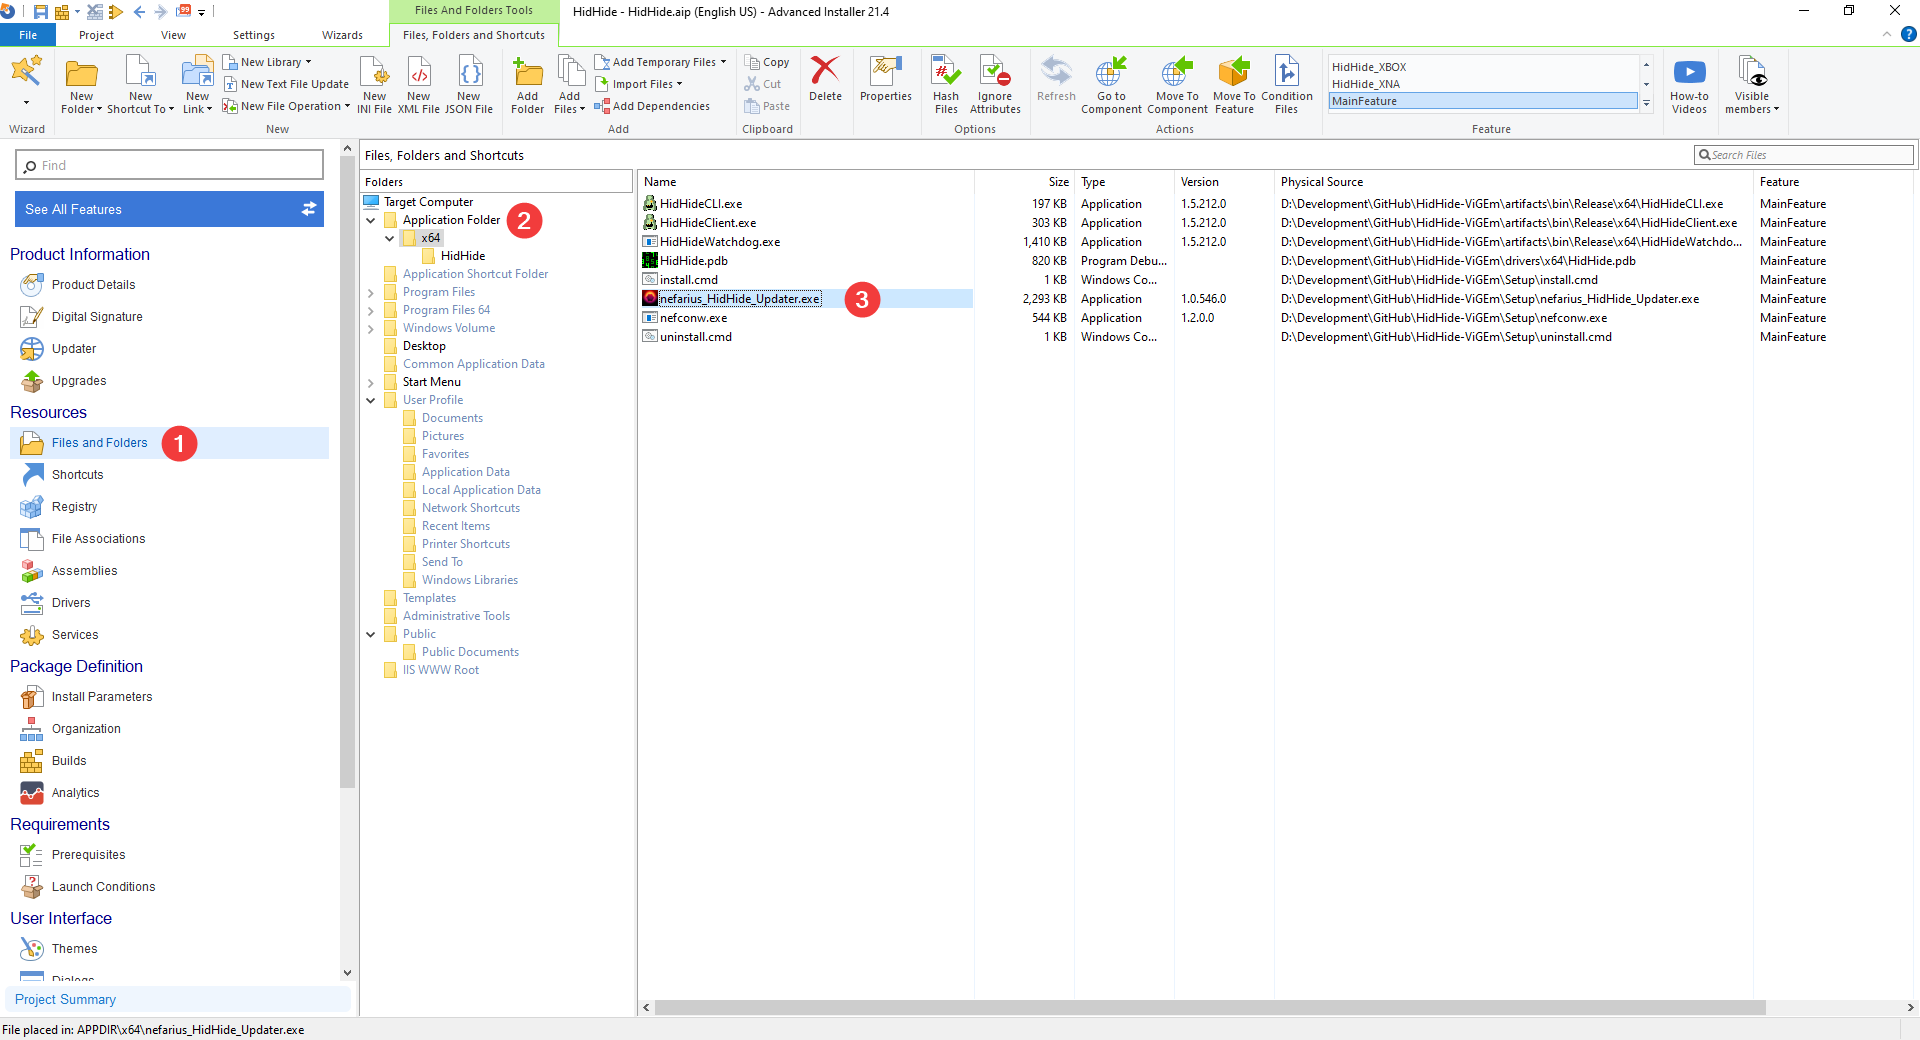 99
Files And Folders Tools
HidHide - HidHide.aip (English US) - Advanced Installer 21.4
File
Project
View
Settings
Wizards
Files, Folders and Shortcuts
?
Wizard
New
Folder
New
Shortcut To
New
Link
New Library
New Text File Update
New File Operation
New
INI File
New
XML File
New
JSON File
New
Add
Folder
Add
Files
Add Temporary Files
Import Files
Add Dependencies
Add
Copy
Cut
Paste
Clipboard
Delete
Properties
Hash
Files
Ignore
Attributes
Options
Refresh
Go to
Component
Move To
Component
Move To
Feature
Condition
Files
Actions
HidHide_XBOX
HidHide_XNA
MainFeature
Feature
How-to
Videos
Visible
members
Find
See All Features
Product Information
Product Details
Digital Signature
Updater
Upgrades
Resources
Files and Folders
1
Shortcuts
Registry
File Associations
Assemblies
Drivers
Services
Package Definition
Install Parameters
Organization
Builds
Analytics
Requirements
Prerequisites
Launch Conditions
User Interface
Themes
Dialogs
Project Summary
Files, Folders and Shortcuts
Search Files
Folders
Target Computer
Application Folder
2
x64
HidHide
Application Shortcut Folder
Program Files
Program Files 64
Windows Volume
Desktop
Common Application Data
Start Menu
User Profile
Documents
Pictures
Favorites
Application Data
Local Application Data
Network Shortcuts
Recent Items
Printer Shortcuts
Send To
Windows Libraries
Templates
Administrative Tools
Public
Public Documents
IIS WWW Root
Name Size Type Version Physical Source Feature
HidHideCLI.exe 197 KB Application 1.5.212.0 D:\Development\GitHub\HidHide-ViGEm\artifacts\bin\Release\x64\HidHideCLI.exe MainFeature
HidHideClient.exe 303 KB Application 1.5.212.0 D:\Development\GitHub\HidHide-ViGEm\artifacts\bin\Release\x64\HidHideClient.exe MainFeature
HidHideWatchdog.exe 1,410 KB Application 1.5.212.0 D:\Development\GitHub\HidHide-ViGEm\artifacts\bin\Release\x64\HidHideWatchdo... MainFeature
HidHide.pdb 820 KB Program Debu... D:\Development\GitHub\HidHide-ViGEm\drivers\x64\HidHide.pdb MainFeature
install.cmd 1 KB Windows Co... D:\Development\GitHub\HidHide-ViGEm\Setup\install.cmd MainFeature
nefarius_HidHide_Updater.exe 3 2,293 KB Application 1.0.546.0 D:\Development\GitHub\HidHide-ViGEm\Setup\nefarius_HidHide_Updater.exe MainFeature
nefconw.exe 544 KB Application 1.2.0.0 D:\Development\GitHub\HidHide-ViGEm\Setup\nefconw.exe MainFeature
uninstall.cmd 1 KB Windows Co... D:\Development\GitHub\HidHide-ViGEm\Setup\uninstall.cmd MainFeature
File placed in: APPDIR\x64\nefarius_HidHide_Updater.exe